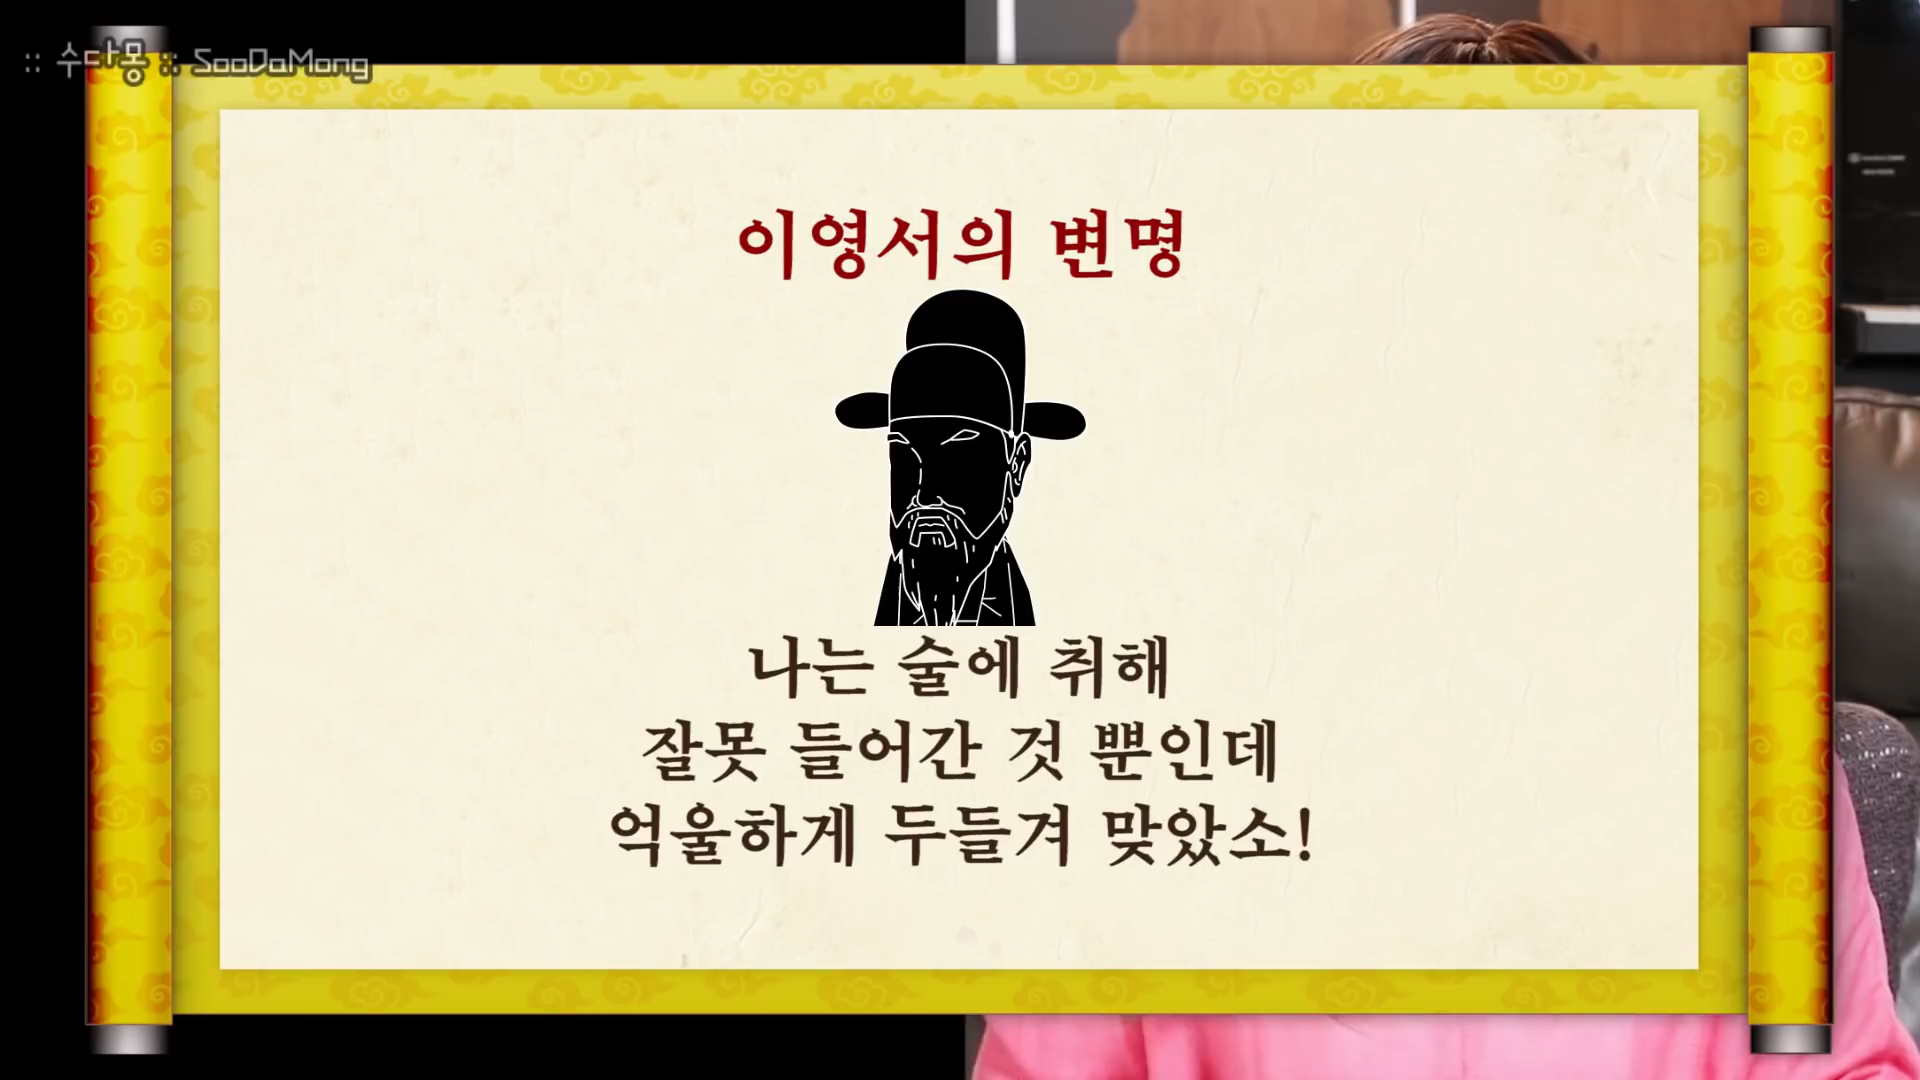 :: 수다몽 :: SooDaMong
이영서의 변명
나는 술에 취해
잘못 들어간 것 뿐인데
억울하게 두들겨 맞았소!